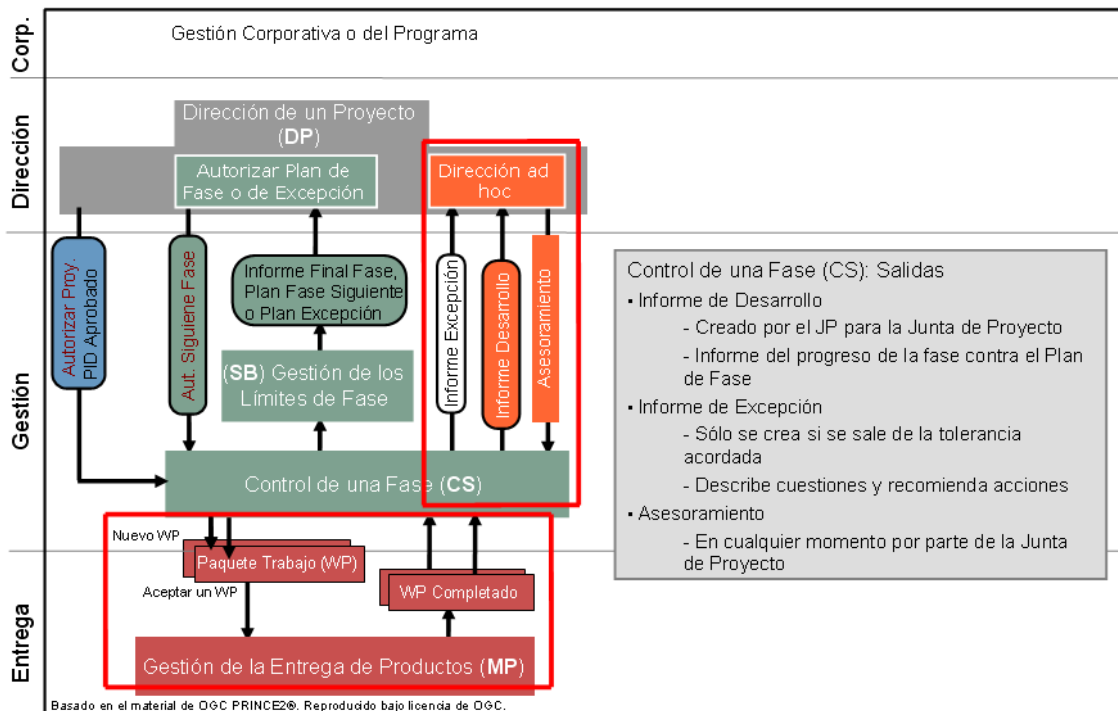 Corp.
Gestión Corporativa o del Programa
Dirección
Dirección de un Proyecto
(DP)
Autorizar Plan de
Fase o de Excepción
Dirección ad
hoc
Gestión
Autorizar Proy.
PID Aprobado
Aut. Siguiene Fase
Informe Final Fase,
Plan Fase Siguiente
o Plan Excepción
Informe Excepción
Informe Desarrollo
Asesoramiento
(SB) Gestión de los
Límites de Fase
Control de una Fase (CS)
Control de una Fase (CS): Salidas
▪ Informe de Desarrollo
- Creado por el JP para la Junta de Proyecto
- Informe del progreso de la fase contra el Plan
de Fase
▪ Informe de Excepción
- Sólo se crea si se sale de la tolerancia
acordada
- Describe cuestiones y recomienda acciones
▪ Asesoramiento
- En cualquier momento por parte de la Junta
de Proyecto
Entrega
Nuevo WP
Paquete Trabajo (WP)
Aceptar un WP
WP Completado
Gestión de la Entrega de Productos (MP)
Basado en el material de OGC PRINCE2®. Reproducido bajo licencia de OGC.